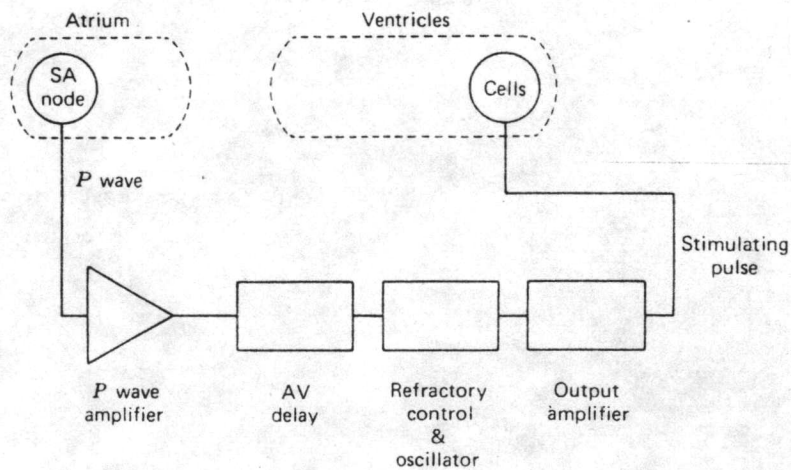 Atrium
Ventricles
SA
node
Cells
P wave
Stimulating
pulse
P wave
amplifier
AV
delay
Refractory
control
&
oscillator
Output
amplifier